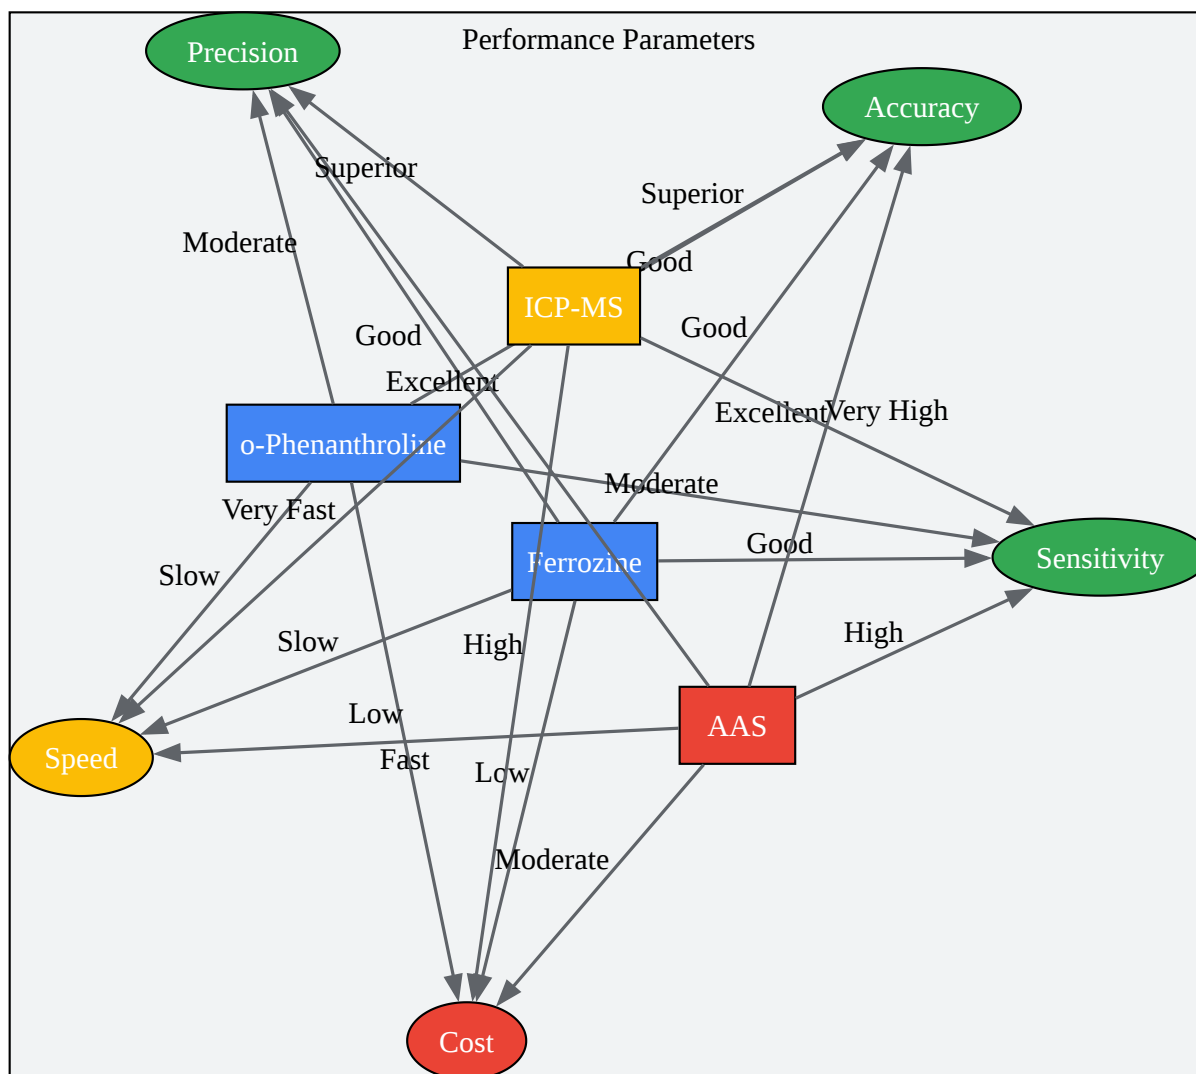 Performance Parameters
Precision
Accuracy
Superior
Superior
Moderate
Good
ICP-MS
Good
Good
Excellent
Excellent
Very High
o-Phenanthroline
Moderate
Very Fast
Good
Ferrozine
Sensitivity
Slow
High
Slow
High
Low
AAS
Speed
Fast
Low
Moderate
Cost